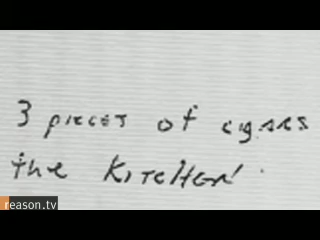 3 pieces of cigars
the KITCHEN
reason.tv